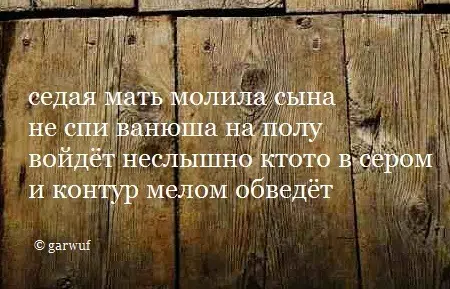 седая мать молила сына
не спи ванюша на полу
войдёт неслышно ктото в сером
и контур мелом обведёт
© garwuf